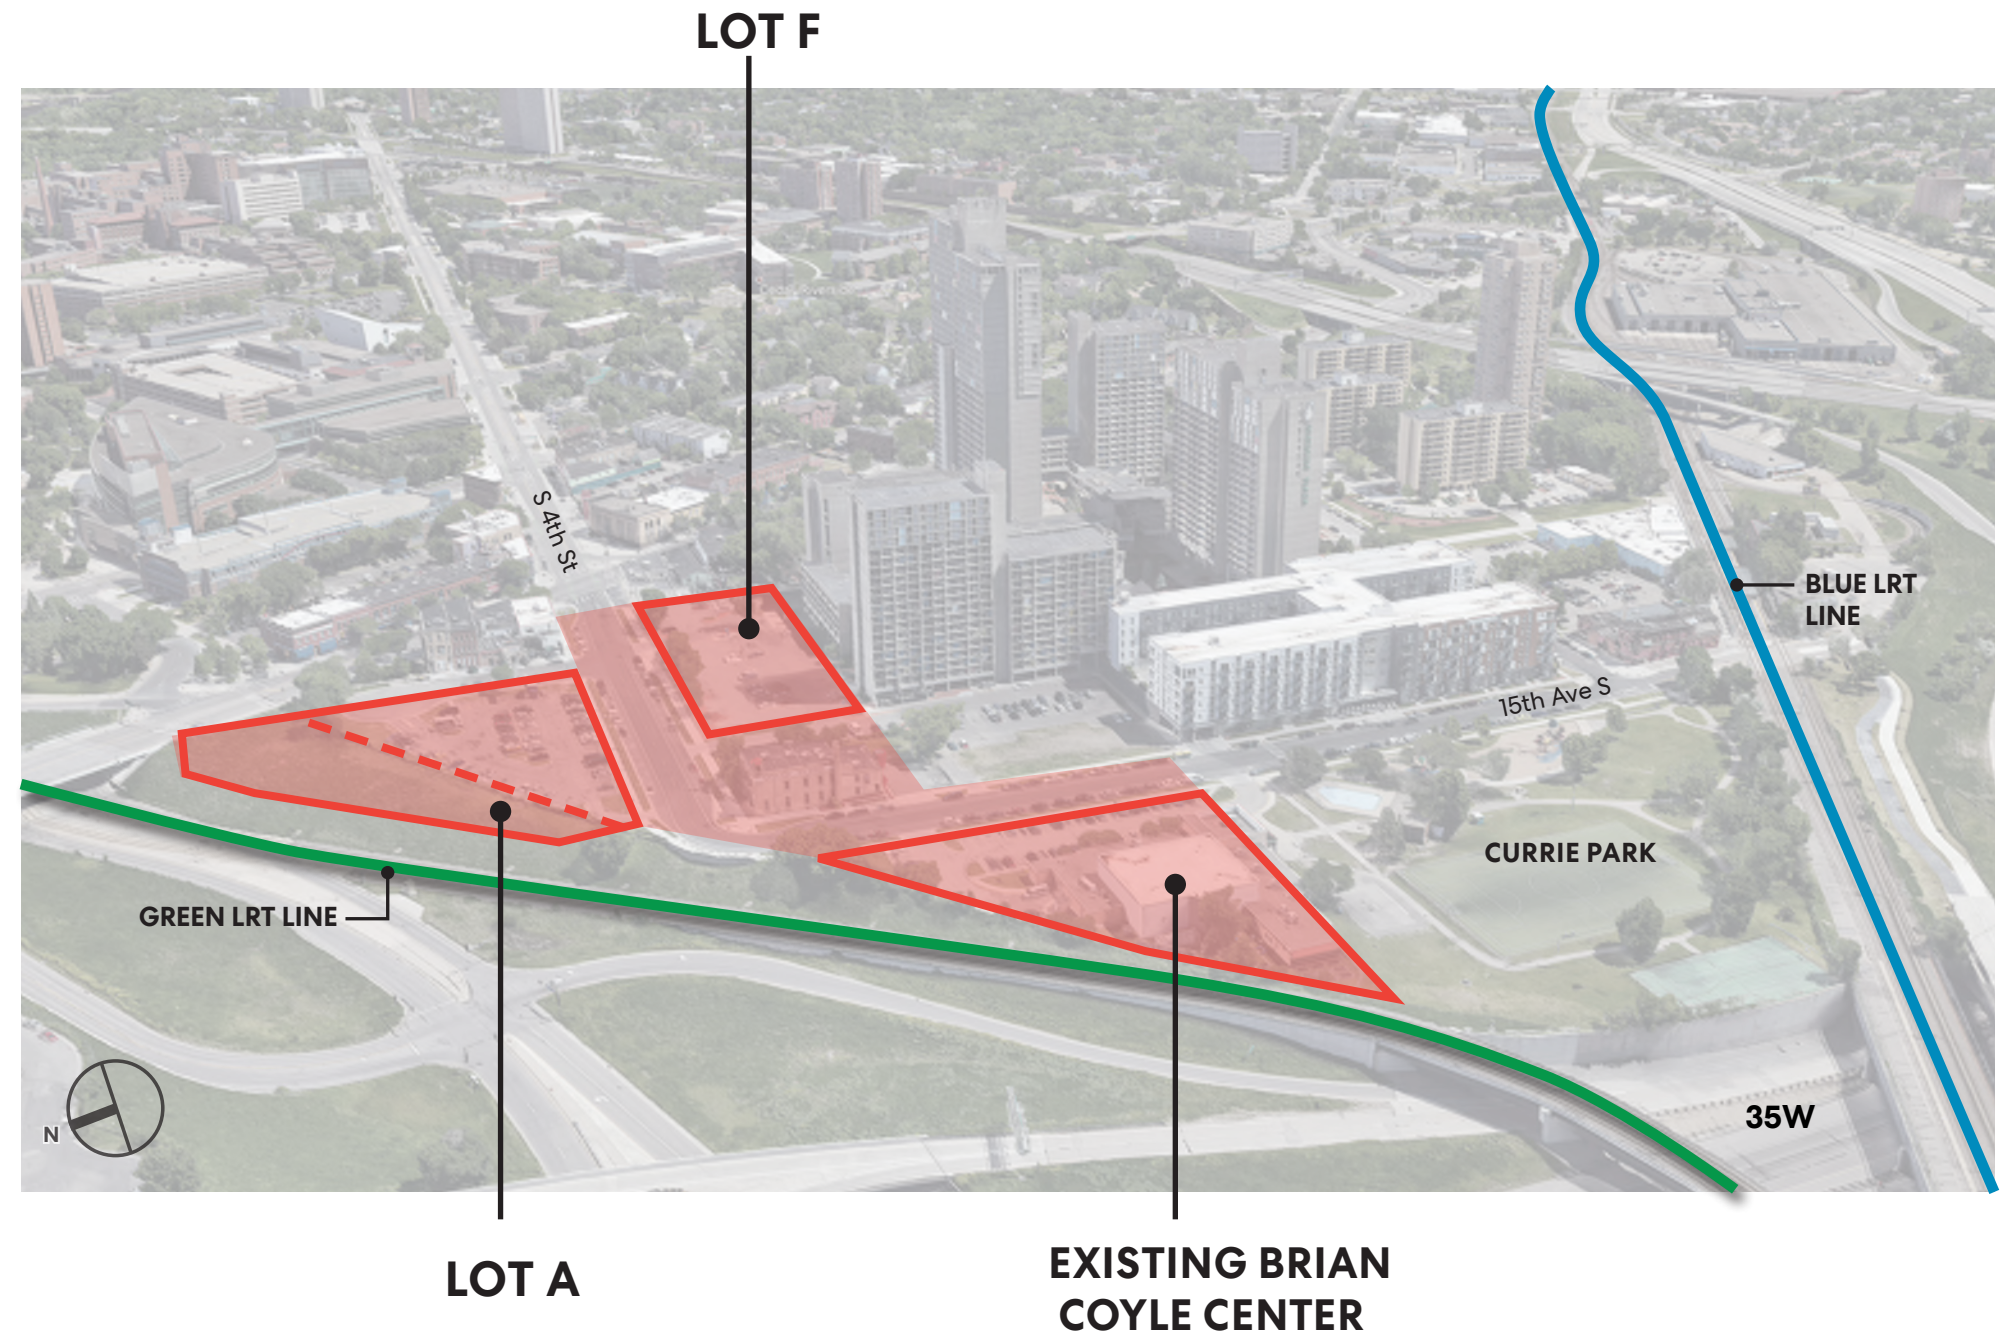 LOT F
S 4th St
BLUE LRT
LINE
15th Ave S
CURRIE PARK
GREEN LRT LINE
35W
N
LOT A
EXISTING BRIAN
COYLE CENTER